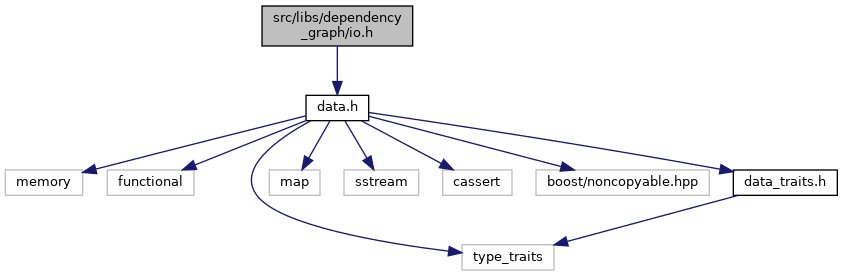 src/libs/dependency
_graph/io.h
data.h
memory
functional
map
sstream
cassert
boost/noncopyable.hpp
data_traits.h
type_traits